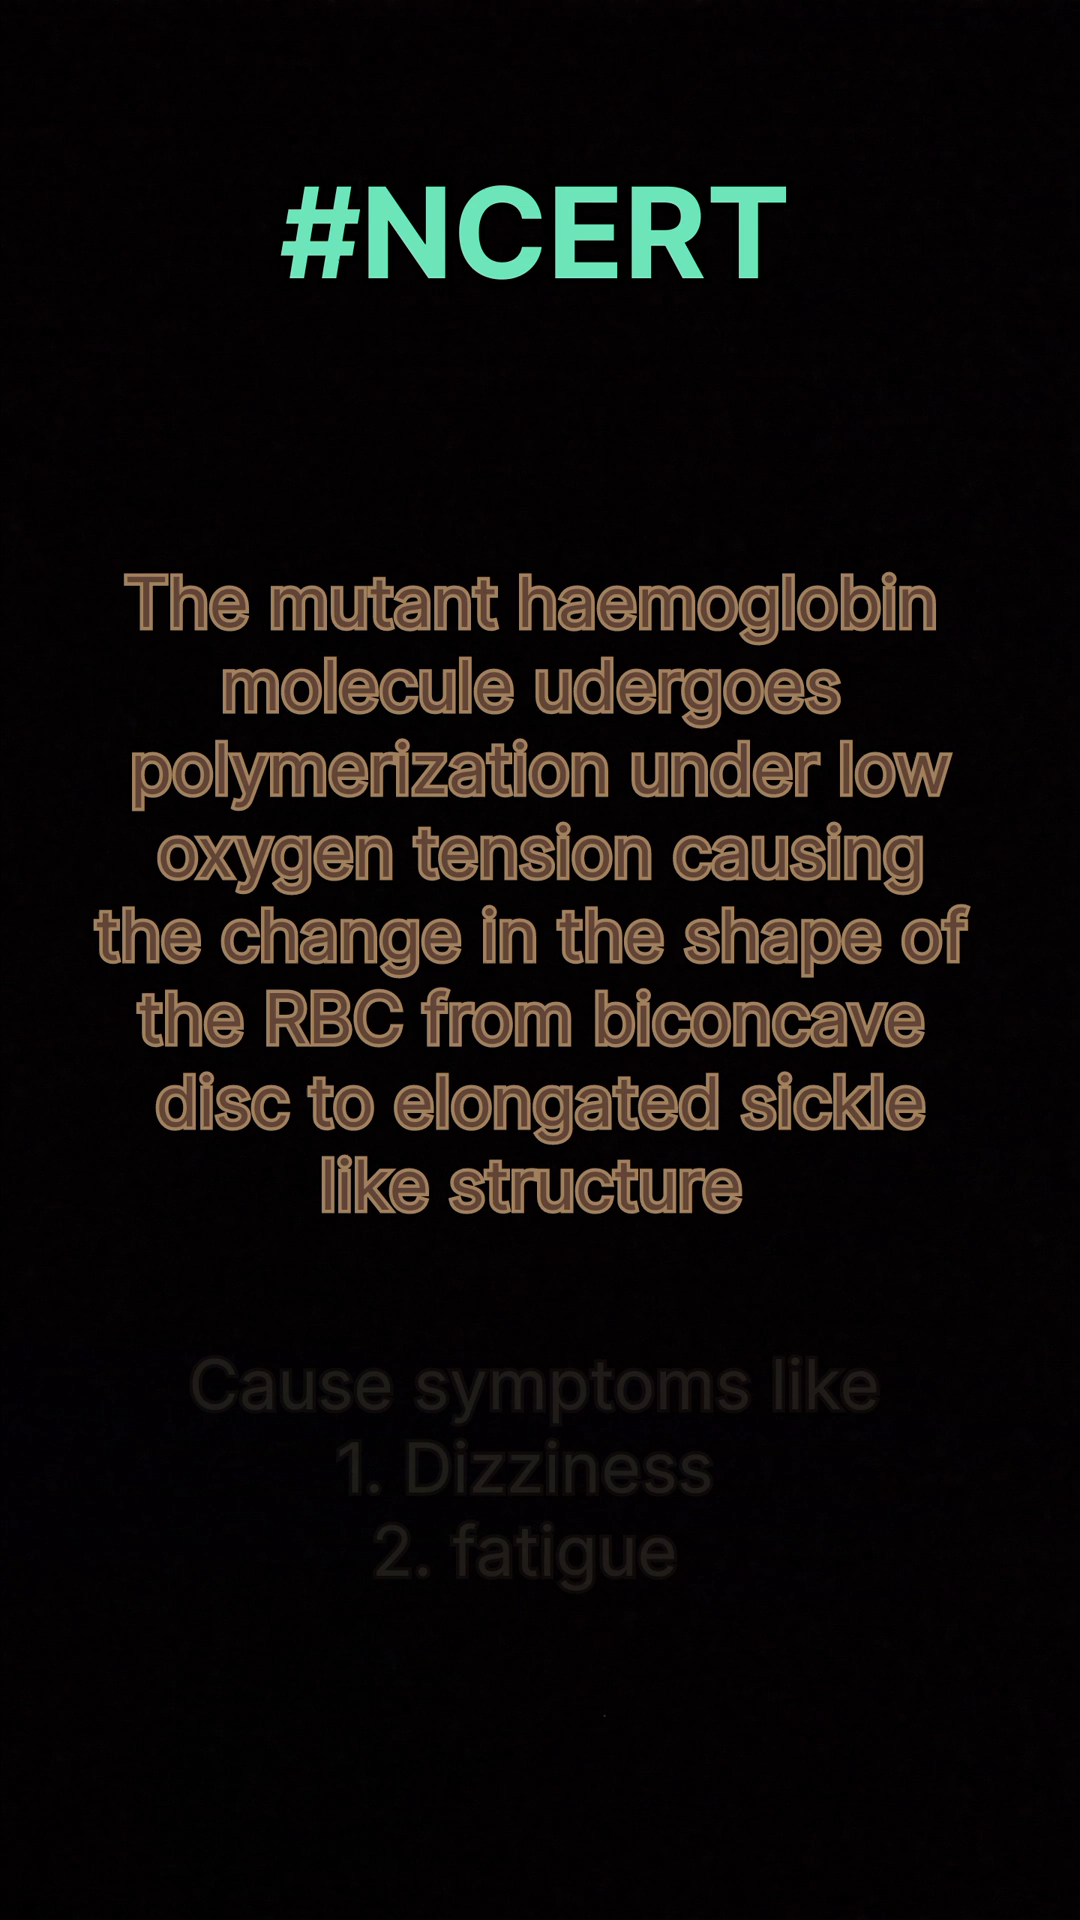 #NCERT
The mutant haemoglobin
molecule udergoes
polymerization under low
oxygen tension causing
the change in the shape of
the RBC from biconcave
disc to elongated sickle
like structure
Cause symptoms like
1. Dizziness
2. fatigue